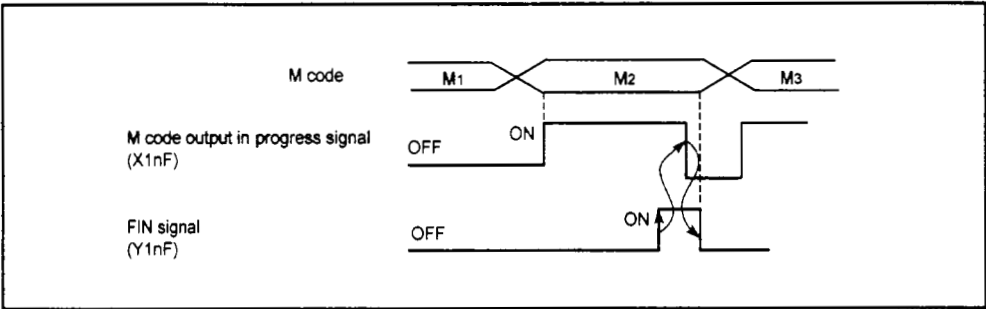 M code
M1
M2
M3
M code output in progress signal
(X1nF)
OFF
ON
FIN signal
(Y1nF)
OFF
ON